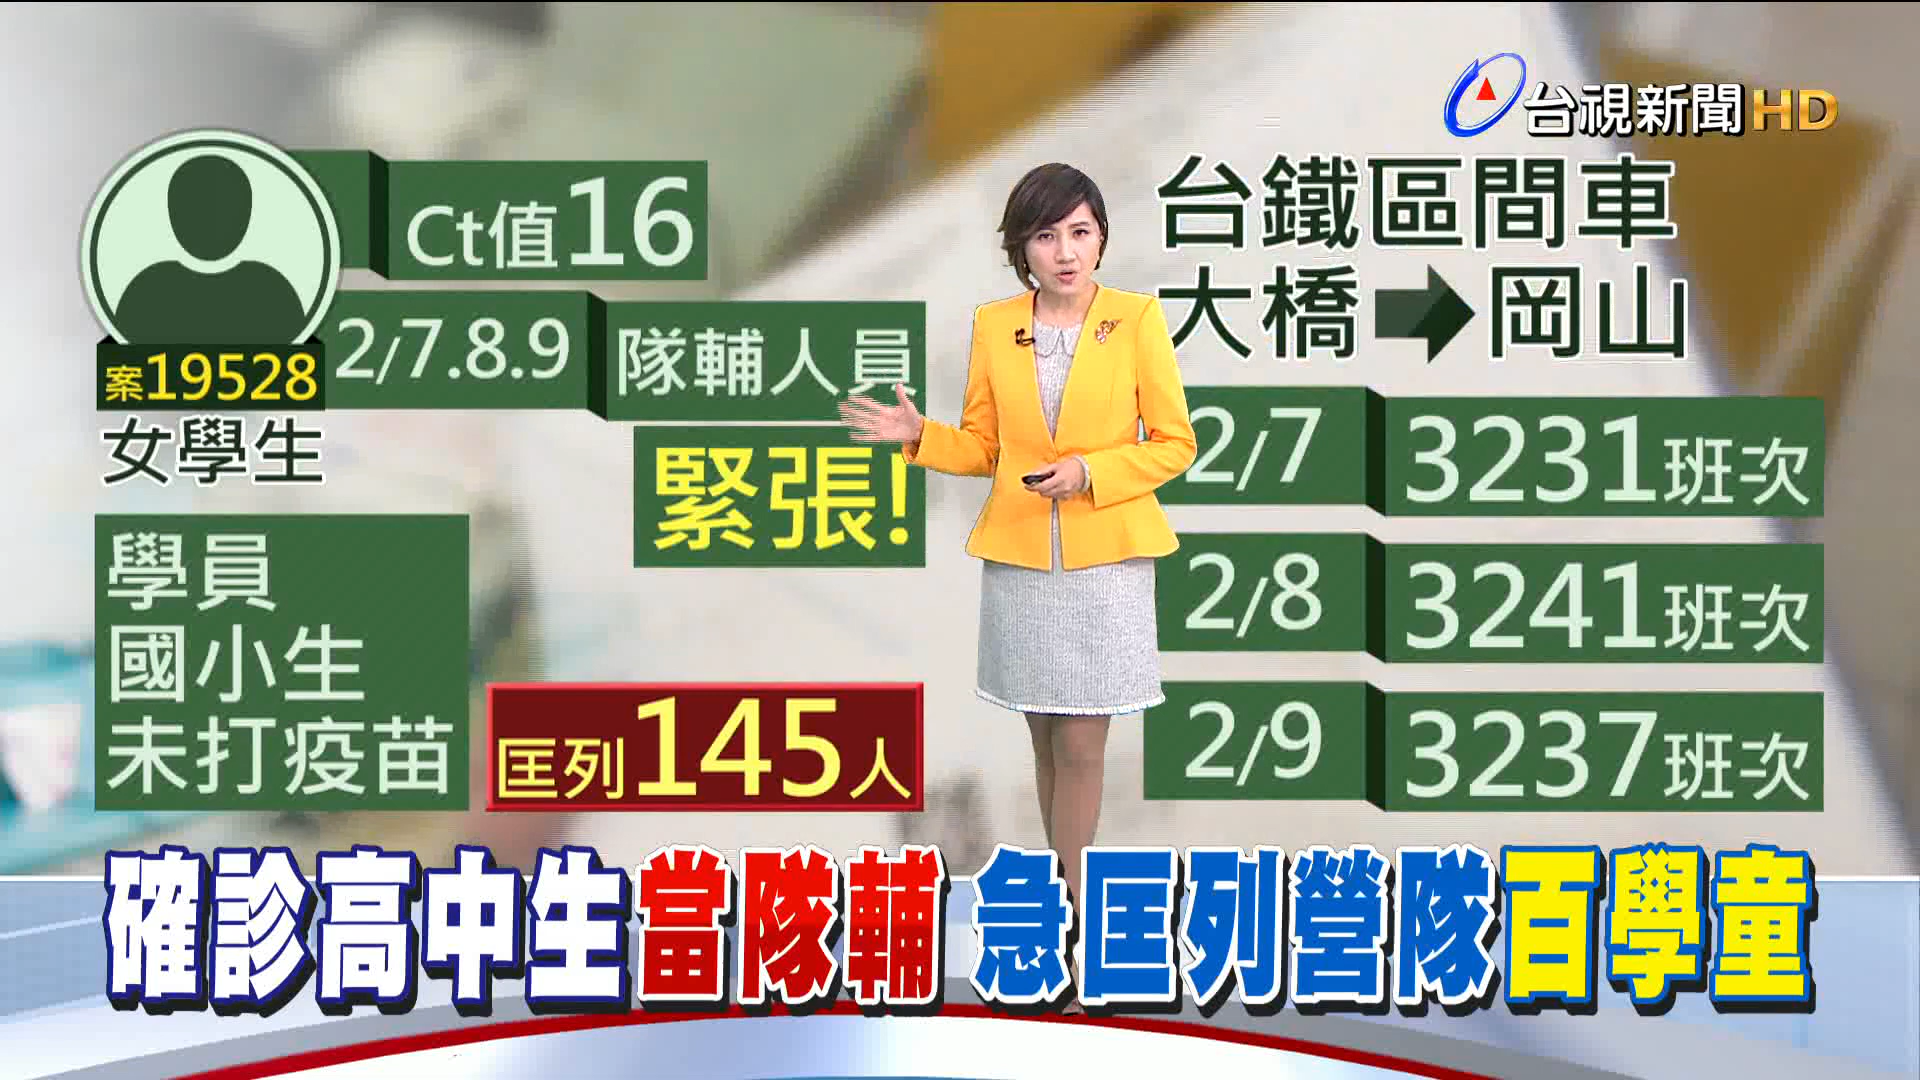 台視新聞HD
Ct值16
2/7.8.9
隊輔人員
案19528
女學生
緊張!
學員
國小生
未打疫苗
匡列145人
台鐵區間車
大橋→岡山
2/7 3231班次
2/8 3241班次
2/9 3237班次
確診高中生當隊輔 急匡列營隊百學童